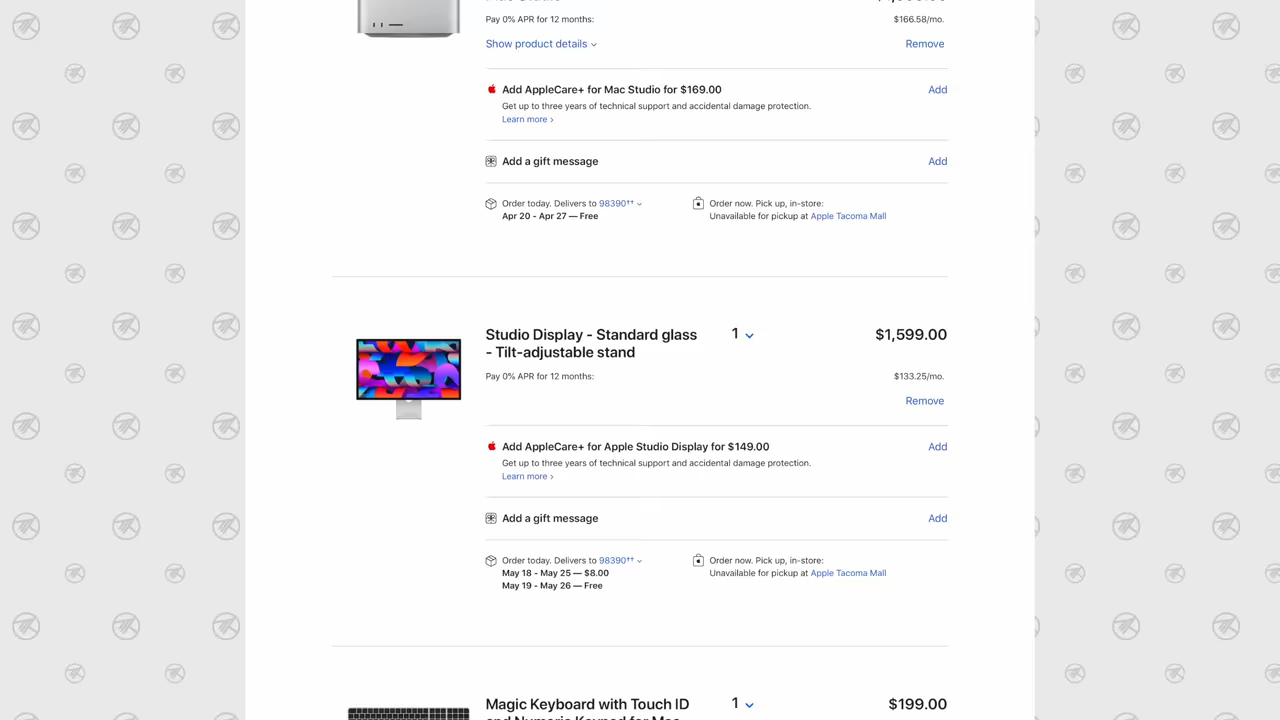 Pay 0% APR for 12 months: $166.58/mo.
Show product details Remove
Add AppleCare+ for Mac Studio for $169.00 Add
Get up to three years of technical support and accidental damage protection.
Learn more >
Add a gift message Add
Order today. Delivers to 98390†† Order now. Pick up, in-store:
Apr 20 - Apr 27 — Free Unavailable for pickup at Apple Tacoma Mall
Studio Display - Standard glass 1 $1,599.00
- Tilt-adjustable stand
Pay 0% APR for 12 months: $133.25/mo.
Remove
Add AppleCare+ for Apple Studio Display for $149.00 Add
Get up to three years of technical support and accidental damage protection.
Learn more >
Add a gift message Add
Order today. Delivers to 98390†† Order now. Pick up, in-store:
May 18 - May 25 — $8.00 Unavailable for pickup at Apple Tacoma Mall
May 19 - May 26 — Free
Magic Keyboard with Touch ID 1 $199.00
and Numeric Keypad for Mac